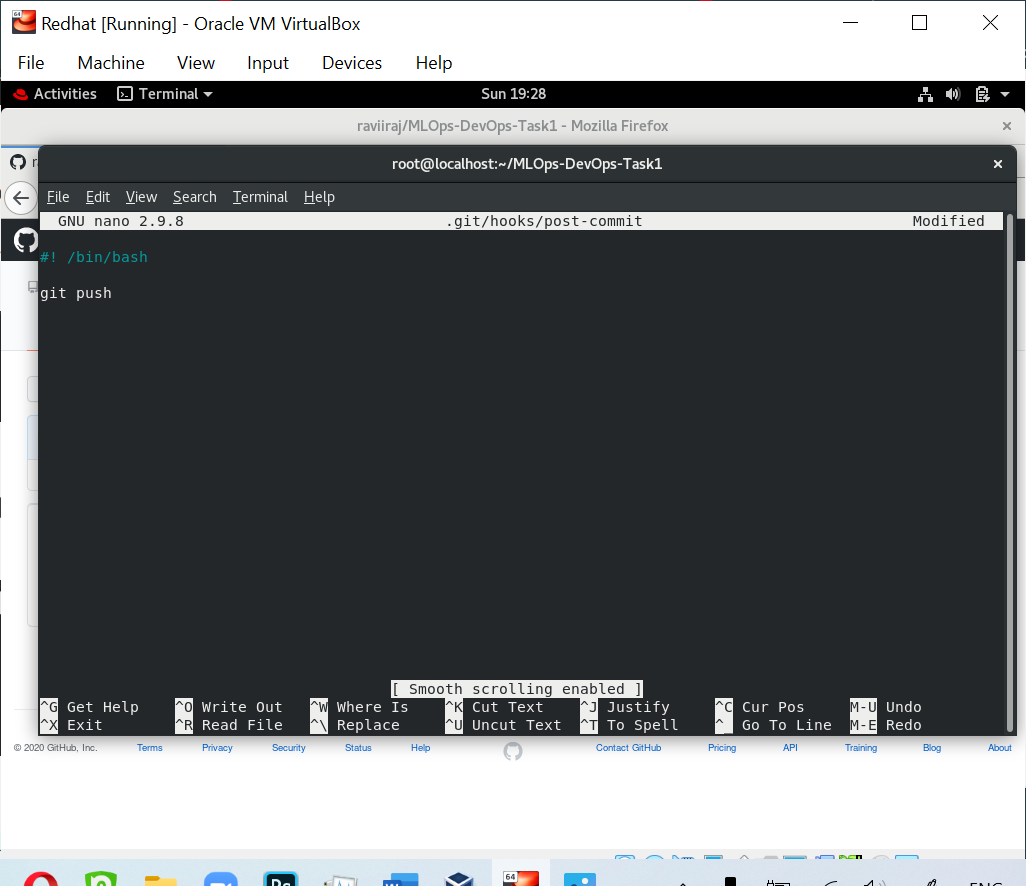 Redhat [Running] - Oracle VM VirtualBox
File Machine View Input Devices Help
Activities Terminal Sun 19:28
raviiraj/MLOps-DevOps-Task1 - Mozilla Firefox
root@localhost:~/MLOps-DevOps-Task1
File Edit View Search Terminal Help
GNU nano 2.9.8 .git/hooks/post-commit Modified
#! /bin/bash
git push
[ Smooth scrolling enabled ]
^G Get Help ^O Write Out ^W Where Is ^K Cut Text ^J Justify ^C Cur Pos M-U Undo
^X Exit ^R Read File ^\ Replace ^U Uncut Text ^T To Spell ^_ Go To Line M-E Redo
© 2020 GitHub, Inc. Terms Privacy Security Status Help Contact GitHub Pricing API Training Blog About
64
ENG